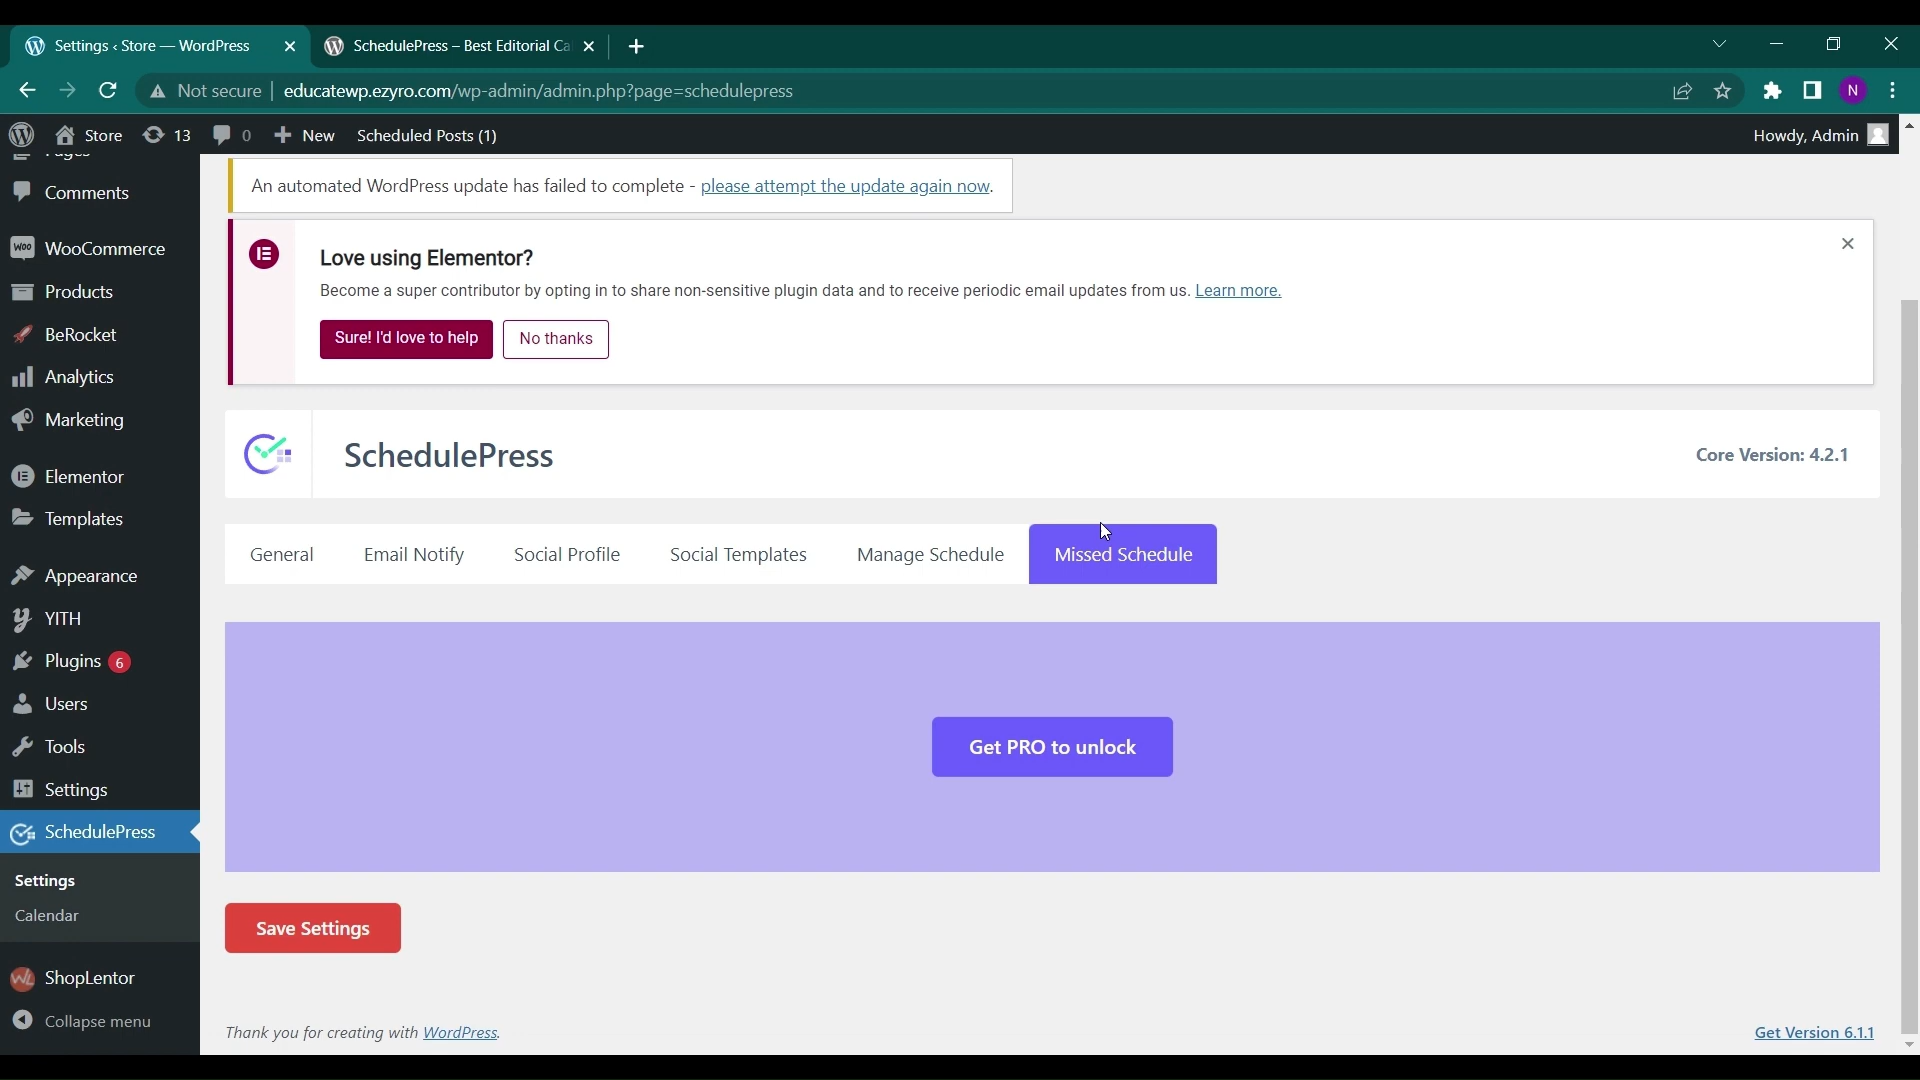 Settings ‹ Store — WordPress
SchedulePress – Best Editorial Ca
Not secure
educatewp.ezyro.com/wp-admin/admin.php?page=schedulepress
N
Store
13
0
New
Scheduled Posts (1)
Howdy, Admin
Pages
Comments
WooCommerce
Products
BeRocket
Analytics
Marketing
Elementor
Templates
Appearance
YITH
Plugins 6
Users
Tools
Settings
SchedulePress
Settings
Calendar
ShopLentor
Collapse menu
An automated WordPress update has failed to complete - please attempt the update again now.
Love using Elementor?
Become a super contributor by opting in to share non-sensitive plugin data and to receive periodic email updates from us. Learn more.
Sure! I'd love to help
No thanks
SchedulePress
Core Version: 4.2.1
General
Email Notify
Social Profile
Social Templates
Manage Schedule
Missed Schedule
Get PRO to unlock
Save Settings
Thank you for creating with WordPress.
Get Version 6.1.1